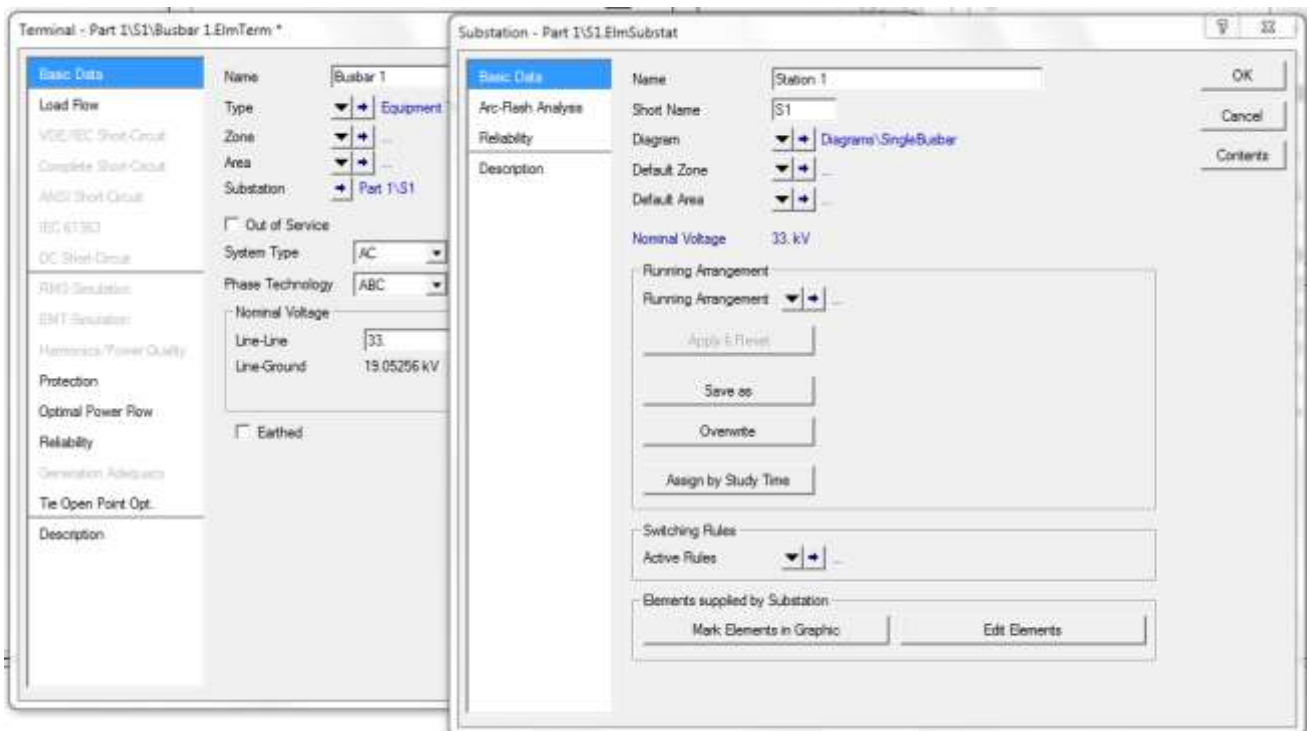 Terminal - Part 1\S1\Busbar 1.ElmTerm *
Basic Data
Load Flow
VDE/IEC Short-Circuit
Complete Short-Circuit
ANSI Short-Circuit
IEC 61363
DC Short-Circuit
RMS-Simulation
EMT-Simulation
Harmonics/Power Quality
Protection
Optimal Power Flow
Reliability
Generation Adequacy
Tie Open Point Opt.
Description
Name Busbar 1
Type Equipment
Zone ...
Area ...
Substation Part 1\S1
Out of Service
System Type AC
Phase Technology ABC
Nominal Voltage
Line-Line 33.
Line-Ground 19.05256 kV
Earthed
Substation - Part 1\S1.ElmSubstat
Basic Data
Arc-Flash Analysis
Reliability
Description
Name Station 1
Short Name S1
Diagram Diagrams\SingleBusbar
Default Zone ...
Default Area ...
Nominal Voltage 33. kV
Running Arrangement
Running Arrangement ...
Apply & Reset
Save as
Overwrite
Assign by Study Time
Switching Rules
Active Rules ...
Elements supplied by Substation
Mark Elements in Graphic Edit Elements
OK
Cancel
Contents